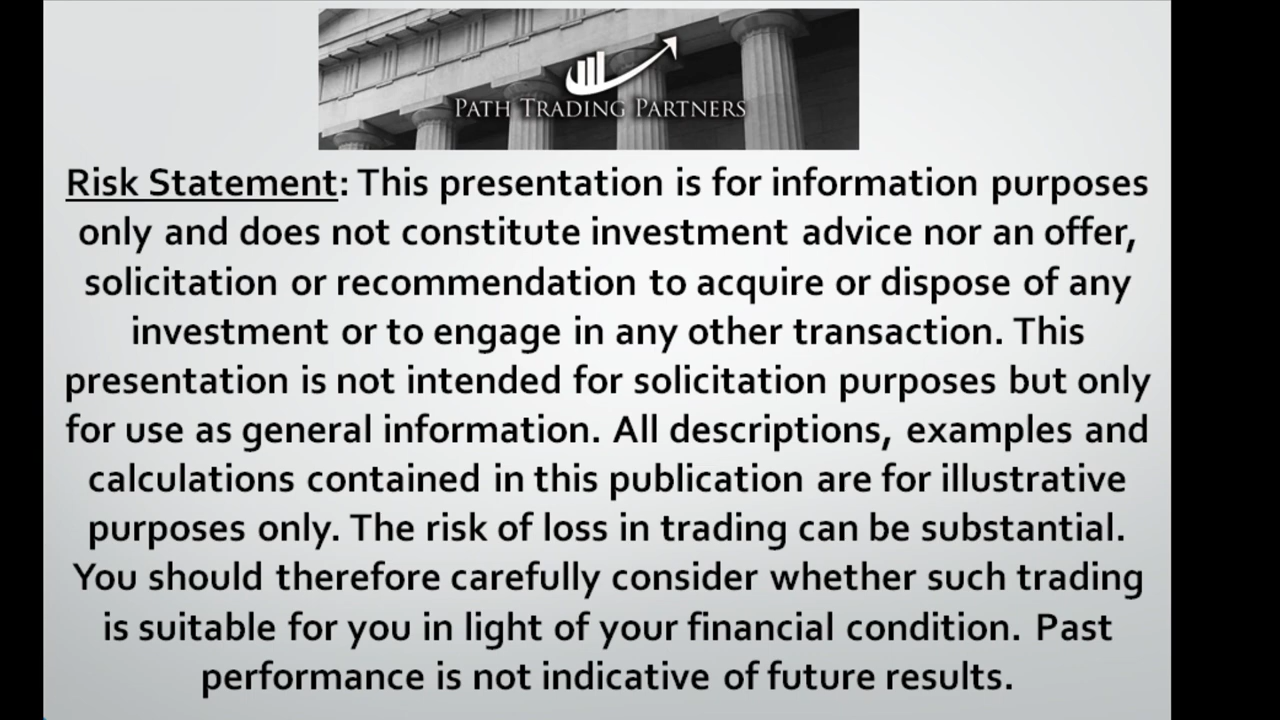 PATH TRADING PARTNERS
Risk Statement: This presentation is for information purposes
only and does not constitute investment advice nor an offer,
solicitation or recommendation to acquire or dispose of any
investment or to engage in any other transaction. This
presentation is not intended for solicitation purposes but only
for use as general information. All descriptions, examples and
calculations contained in this publication are for illustrative
purposes only. The risk of loss in trading can be substantial.
You should therefore carefully consider whether such trading
is suitable for you in light of your financial condition. Past
performance is not indicative of future results.